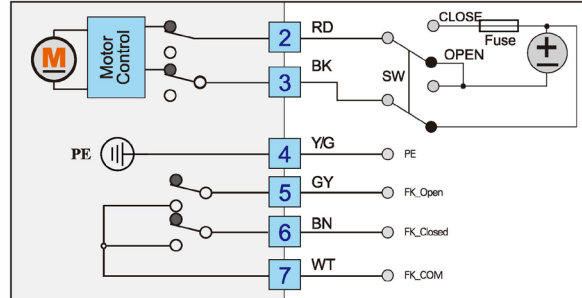 M
Motor
Control
2
RD
3
BK
SW
CLOSE
Fuse
OPEN
+
−
PE
4
Y/G
PE
5
GY
FK_Open
6
BN
FK_Closed
7
WT
FK_COM